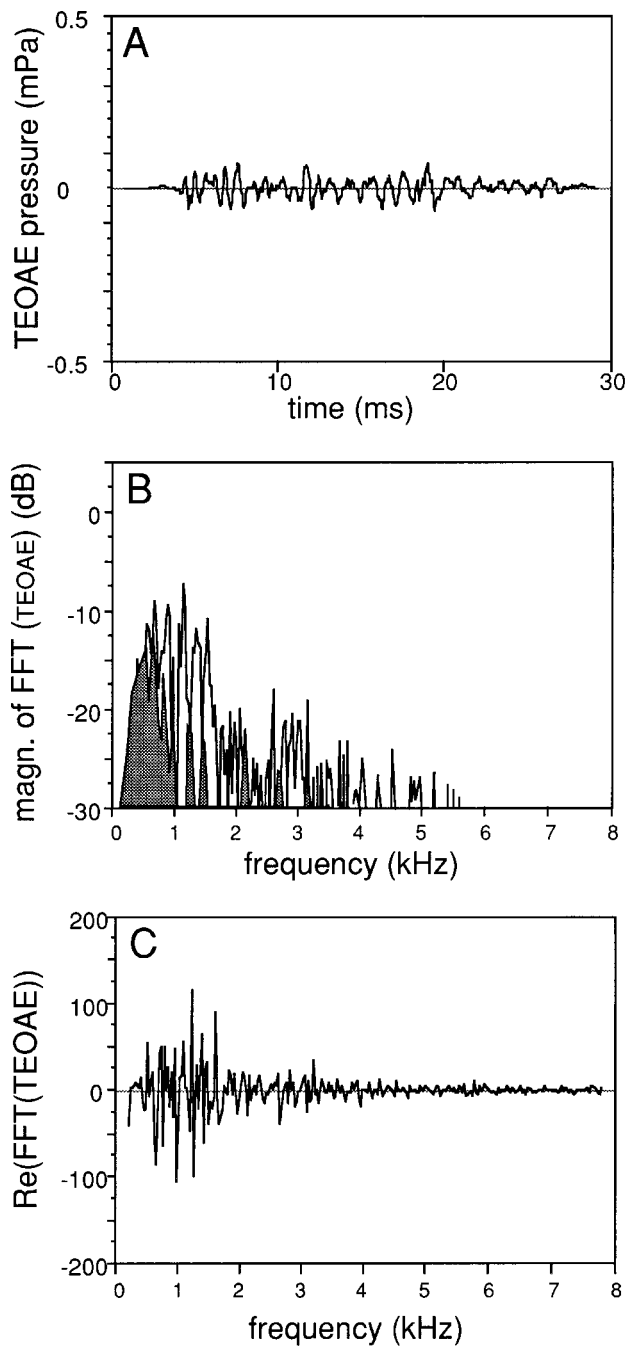 A
TEOAE pressure (mPa)
0.5
0
-0.5
0 10 20 30
time (ms)
B
magn. of FFT (TEOAE) (dB)
0
-10
-20
-30
0 1 2 3 4 5 6 7 8
frequency (kHz)
C
Re(FFT(TEOAE))
200
100
0
-100
-200
0 1 2 3 4 5 6 7 8
frequency (kHz)